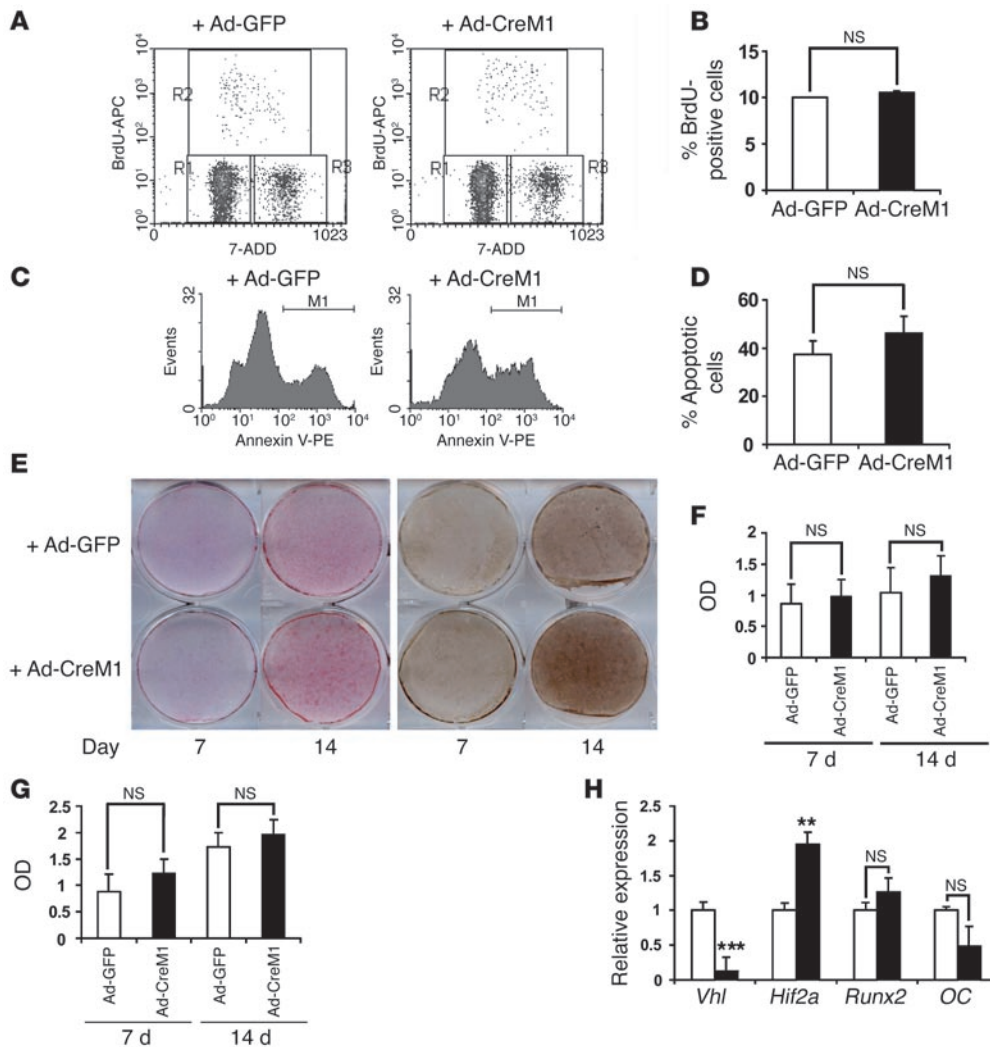 A
+ Ad-GFP
+ Ad-CreM1
BrdU-APC
10⁴
10³
10²
10¹
10⁰
R2
R1
R3
0
1023
7-ADD
BrdU-APC
10⁴
10³
10²
10¹
10⁰
R2
R1
R3
0
1023
7-ADD
B
NS
% BrdU-
positive cells
15
10
5
0
Ad-GFP
Ad-CreM1
C
+ Ad-GFP
+ Ad-CreM1
32
M1
Events
0
10⁰ 10¹ 10² 10³ 10⁴
Annexin V-PE
32
M1
Events
0
10⁰ 10¹ 10² 10³ 10⁴
Annexin V-PE
D
NS
% Apoptotic
cells
60
40
20
0
Ad-GFP
Ad-CreM1
E
+ Ad-GFP
+ Ad-CreM1
Day 7 14 7 14
F
OD
2
1.5
1
0.5
0
NS
NS
Ad-GFP
Ad-CreM1
Ad-GFP
Ad-CreM1
7 d
14 d
G
OD
2.5
2
1.5
1
0.5
0
NS
NS
Ad-GFP
Ad-CreM1
Ad-GFP
Ad-CreM1
7 d
14 d
H
Relative expression
2.5
2
1.5
1
0.5
0
***
**
NS
NS
Vhl
Hif2a
Runx2
OC